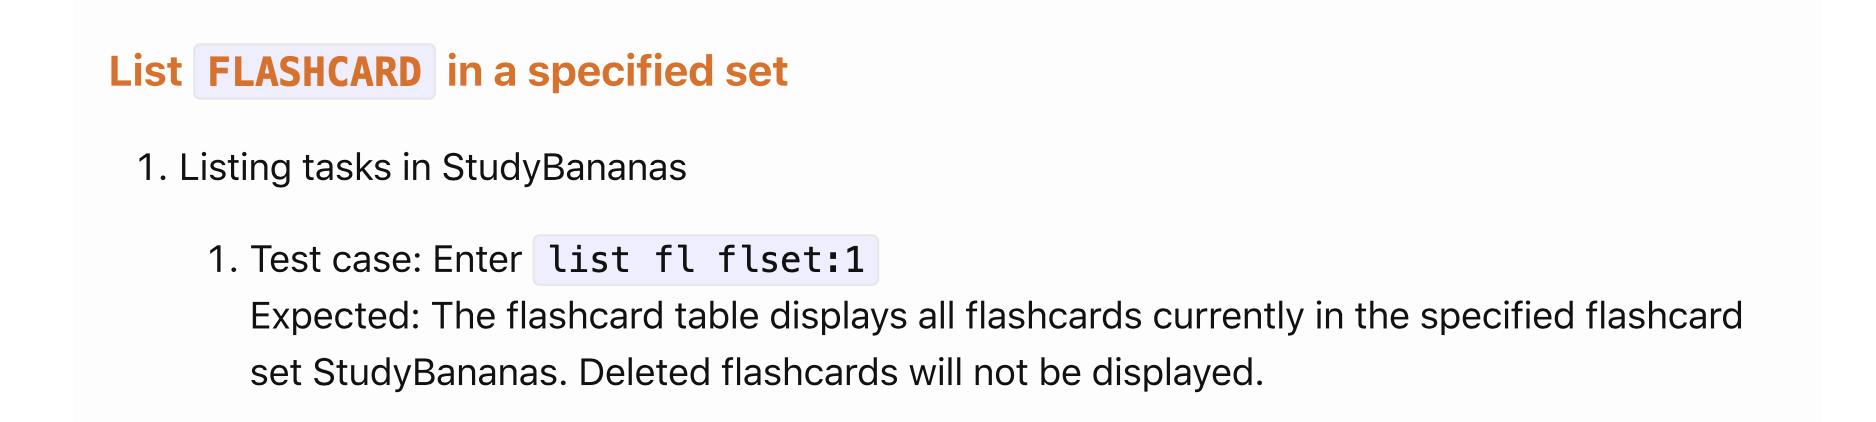 List FLASHCARD in a specified set
1. Listing tasks in StudyBananas
1. Test case: Enter list fl flset:1
Expected: The flashcard table displays all flashcards currently in the specified flashcard
set StudyBananas. Deleted flashcards will not be displayed.